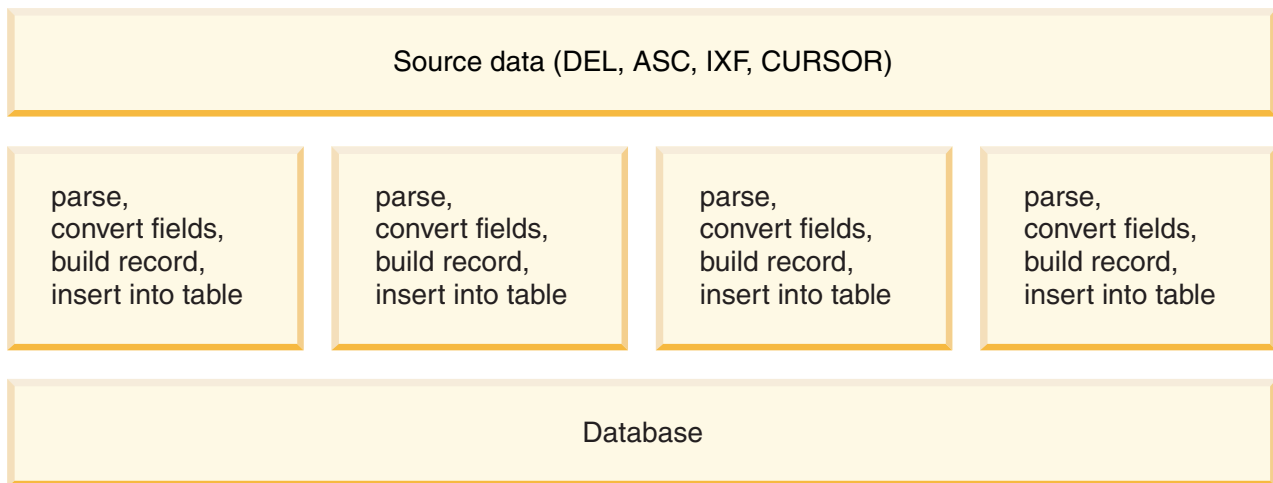 Source data (DEL, ASC, IXF, CURSOR)
parse,
convert fields,
build record,
insert into table
parse,
convert fields,
build record,
insert into table
parse,
convert fields,
build record,
insert into table
parse,
convert fields,
build record,
insert into table
Database